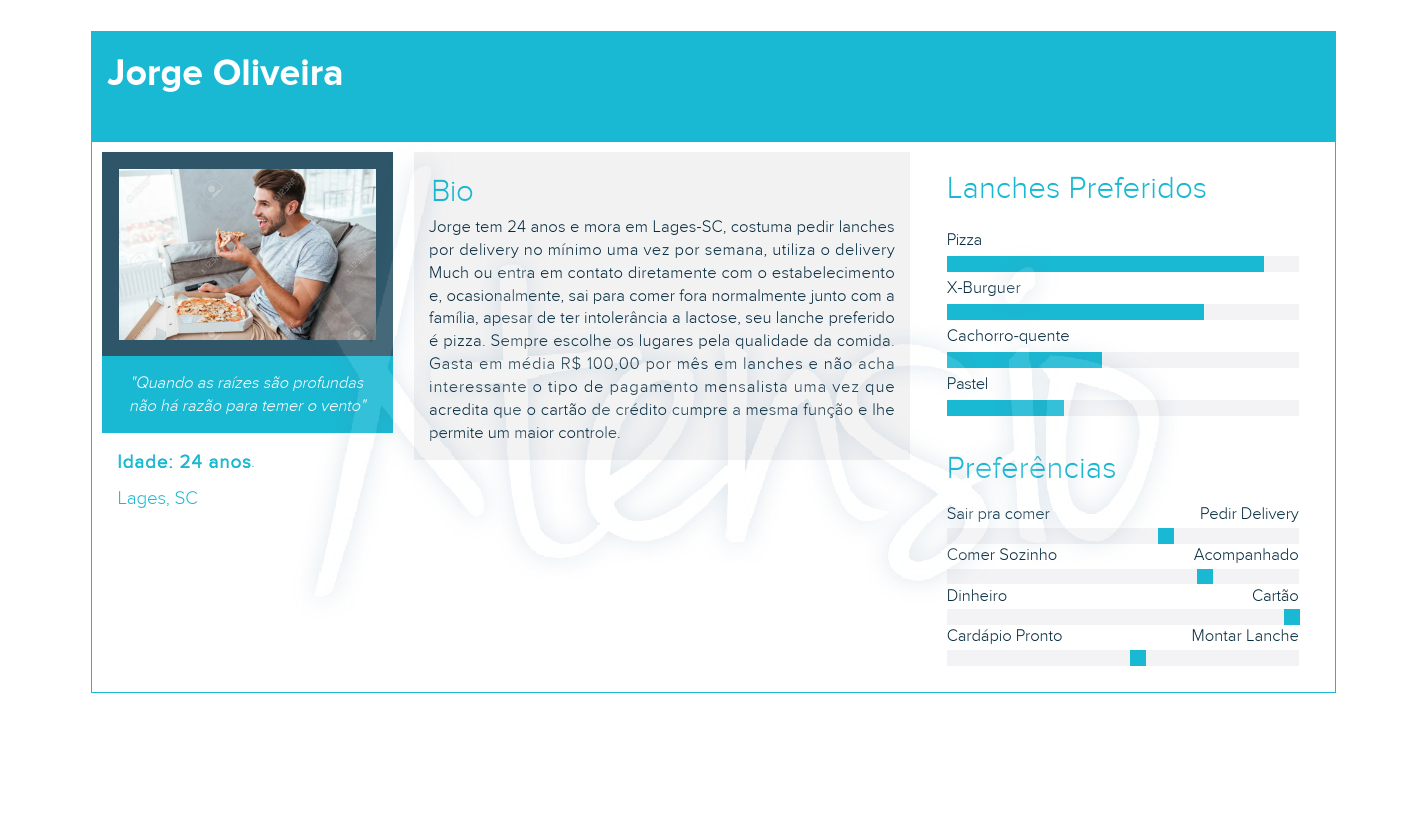 Jorge Oliveira
"Quando as raízes são profundas
não há razão para temer o vento"
Idade: 24 anos.
Lages, SC
Bio
Jorge tem 24 anos e mora em Lages-SC, costuma pedir lanches
por delivery no mínimo uma vez por semana, utiliza o delivery
Much ou entra em contato diretamente com o estabelecimento
e, ocasionalmente, sai para comer fora normalmente junto com a
família, apesar de ter intolerância a lactose, seu lanche preferido
é pizza. Sempre escolhe os lugares pela qualidade da comida.
Gasta em média R$ 100,00 por mês em lanches e não acha
interessante o tipo de pagamento mensalista uma vez que
acredita que o cartão de crédito cumpre a mesma função e lhe
permite um maior controle.
Lanches Preferidos
Pizza
X-Burguer
Cachorro-quente
Pastel
Preferências
Sair pra comer Pedir Delivery
Comer Sozinho Acompanhado
Dinheiro Cartão
Cardápio Pronto Montar Lanche
Xtensio